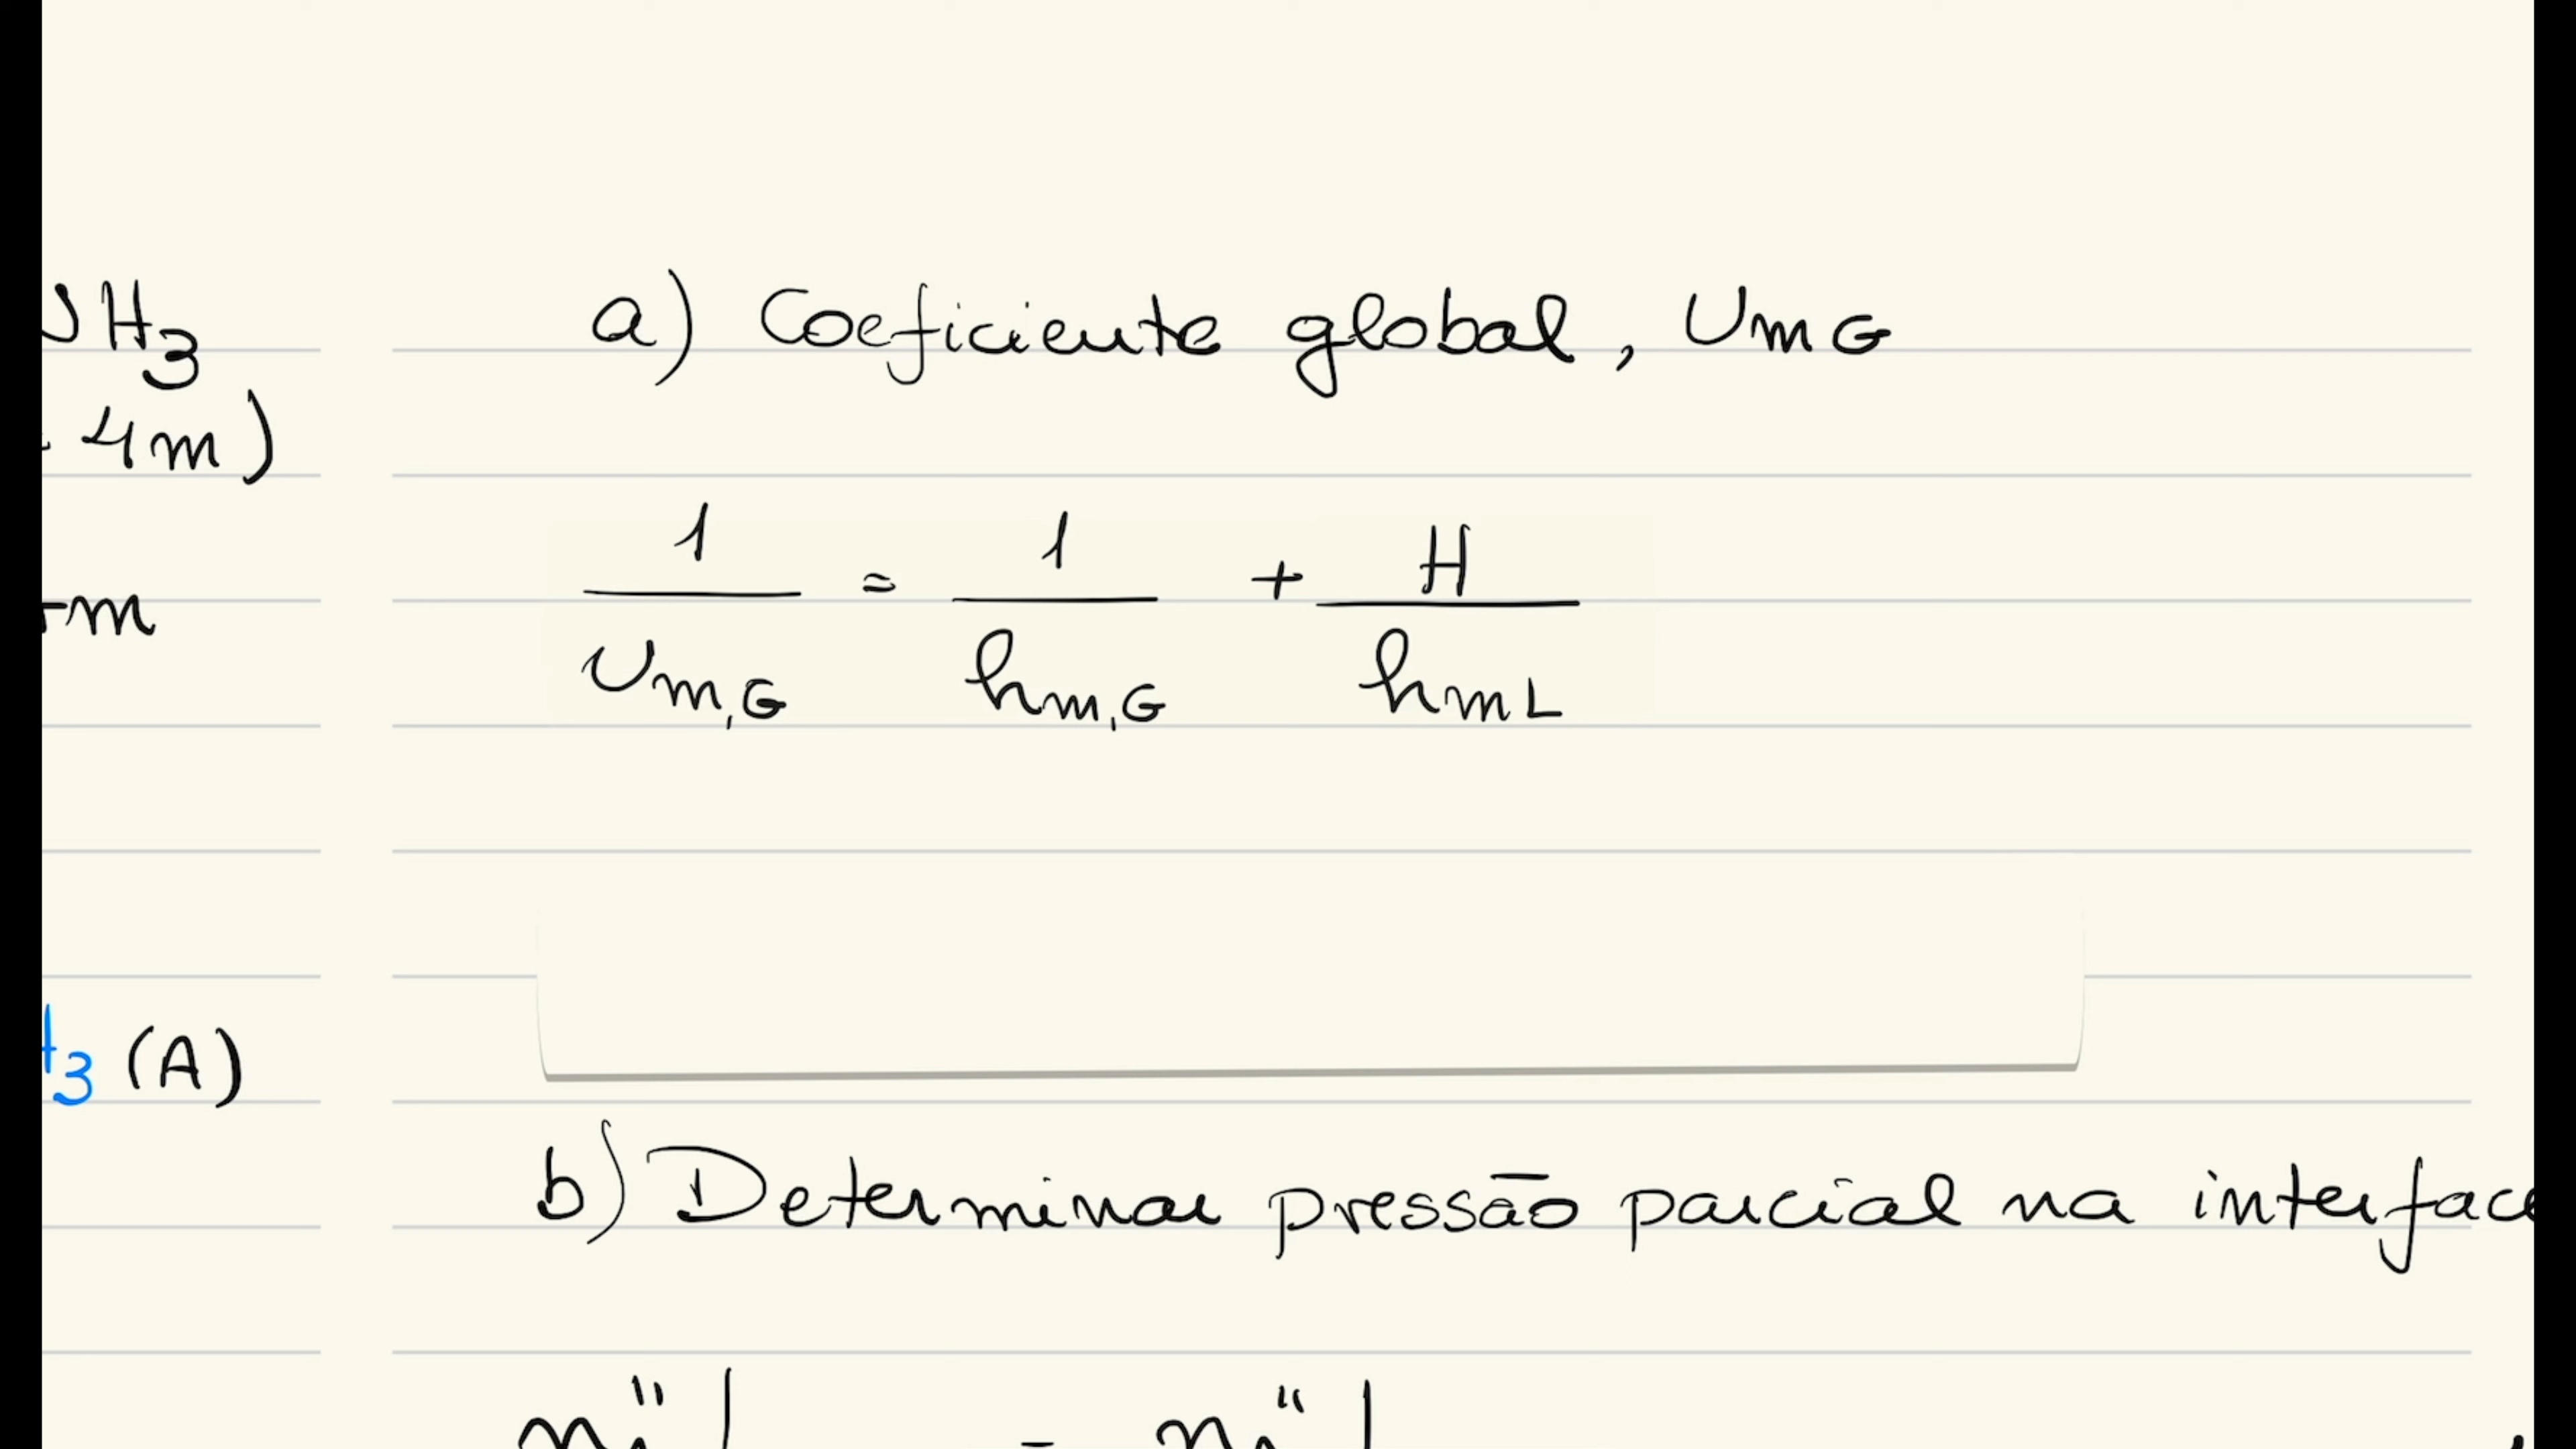 NH3
4m)
m
3 (A)
a) Coeficiente global, UmG
1/Um,G = 1/hm,G + H/hmL
b) Determinar pressão parcial na interface